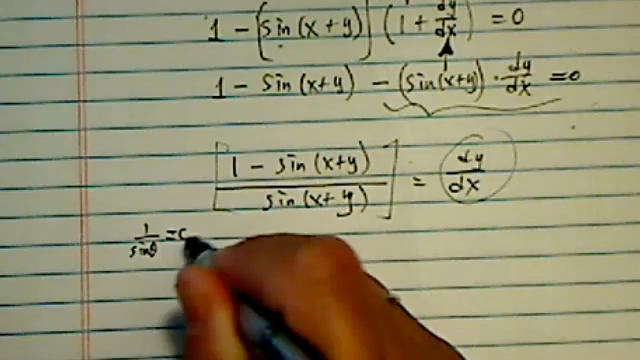 1 - [sin(x+y)] (1 + dy/dx) = 0
1 - sin(x+y) - (sin(x+y)) · dy/dx = 0
[(1 - sin(x+y))/(sin(x+y))] = dy/dx
1/sinθ = c